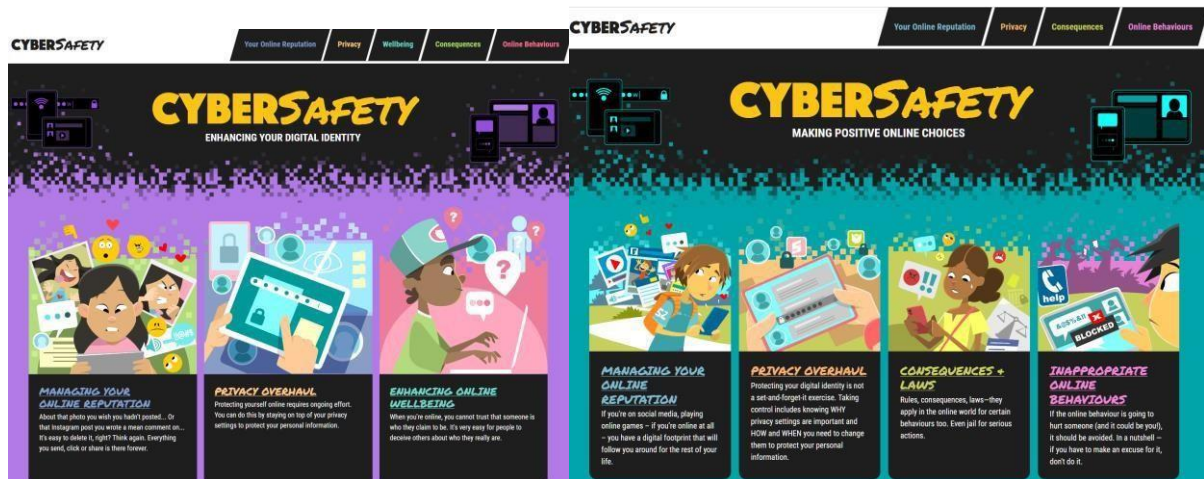 CYBERSAFETY
Your Online Reputation
Privacy
Wellbeing
Consequences
Online Behaviours
CYBERSAFETY
ENHANCING YOUR DIGITAL IDENTITY
MANAGING YOUR
ONLINE REPUTATION
About that photo you wish you hadn't posted... Or
that Instagram post you wrote a mean comment on...
It's easy to delete it, right? Think again. Everything
you send, click or share is there forever.
PRIVACY OVERHAUL
Protecting yourself online requires ongoing effort.
You can do this by staying on top of your privacy
settings to protect your personal information.
ENHANCING ONLINE
WELLBEING
When you're online, you cannot trust that someone is
who they claim to be. It's very easy for people to
deceive others about who they really are.
CYBERSAFETY
Your Online Reputation
Privacy
Consequences
Online Behaviours
CYBERSAFETY
MAKING POSITIVE ONLINE CHOICES
help
@$%&!!
BLOCKED
MANAGING YOUR
ONLINE
REPUTATION
If you're on social media, playing
online games – if you're online at all
– you have a digital footprint that will
follow you around for the rest of your
life.
PRIVACY OVERHAUL
Protecting your digital identity is not
a set-and-forget-it exercise. Taking
control includes knowing WHY
privacy settings are important and
HOW and WHEN you need to change
them to protect your personal
information.
CONSEQUENCES +
LAWS
Rules, consequences, laws—they
apply in the online world for certain
behaviours too. Even jail for serious
actions.
INAPPROPRIATE
ONLINE
BEHAVIOURS
If the online behaviour is going to
hurt someone (and it could be you!),
it should be avoided. In a nutshell –
if you have to make an excuse for it,
don't do it.